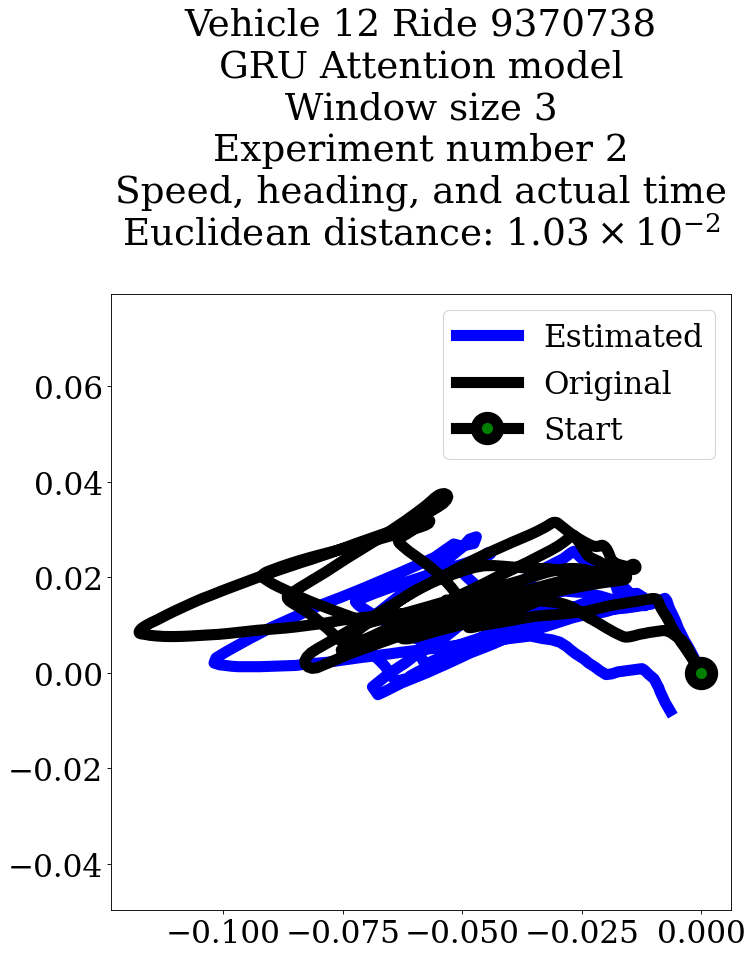 Vehicle 12 Ride 9370738
GRU Attention model
Window size 3
Experiment number 2
Speed, heading, and actual time
Euclidean distance: 1.03 × 10⁻²
Estimated
Original
Start
0.06
0.04
0.02
0.00
−0.02
−0.04
−0.100 −0.075 −0.050 −0.025 0.000